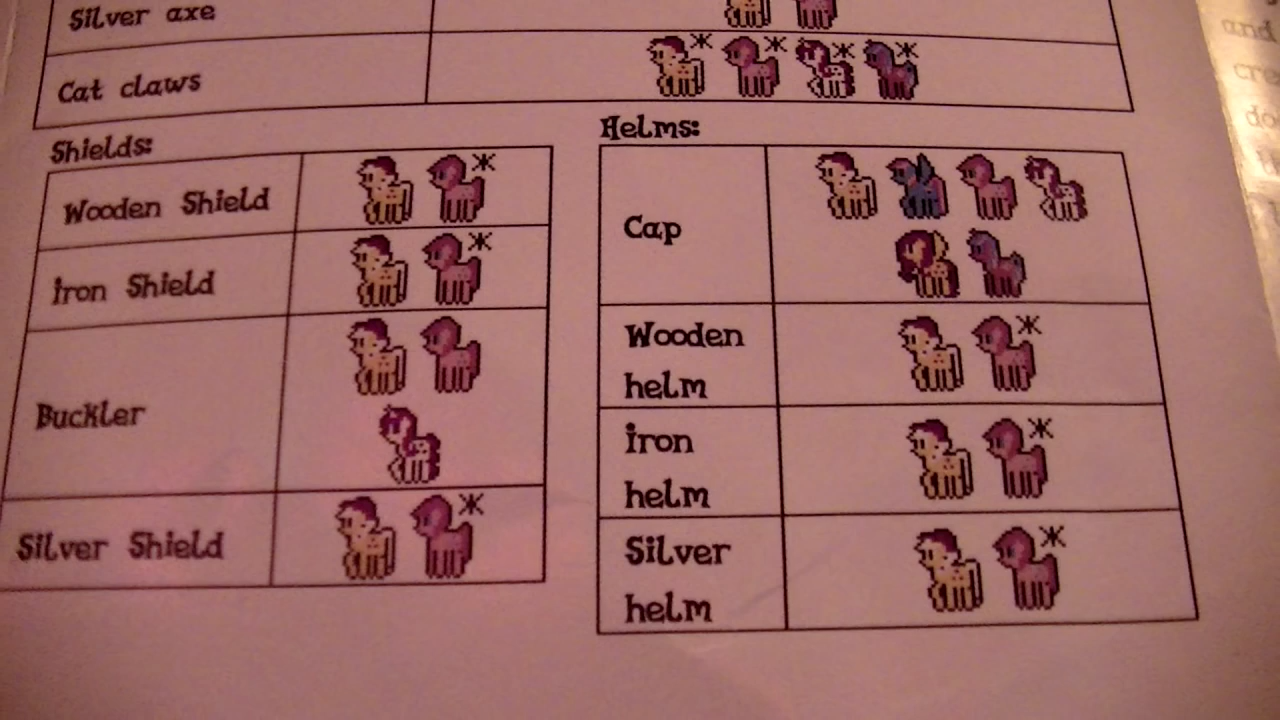 Silver axe
Cat claws
Shields:
Wooden Shield
Iron Shield
Buckler
Silver Shield
Helms:
Cap
Wooden
helm
Iron
helm
Silver
helm
and